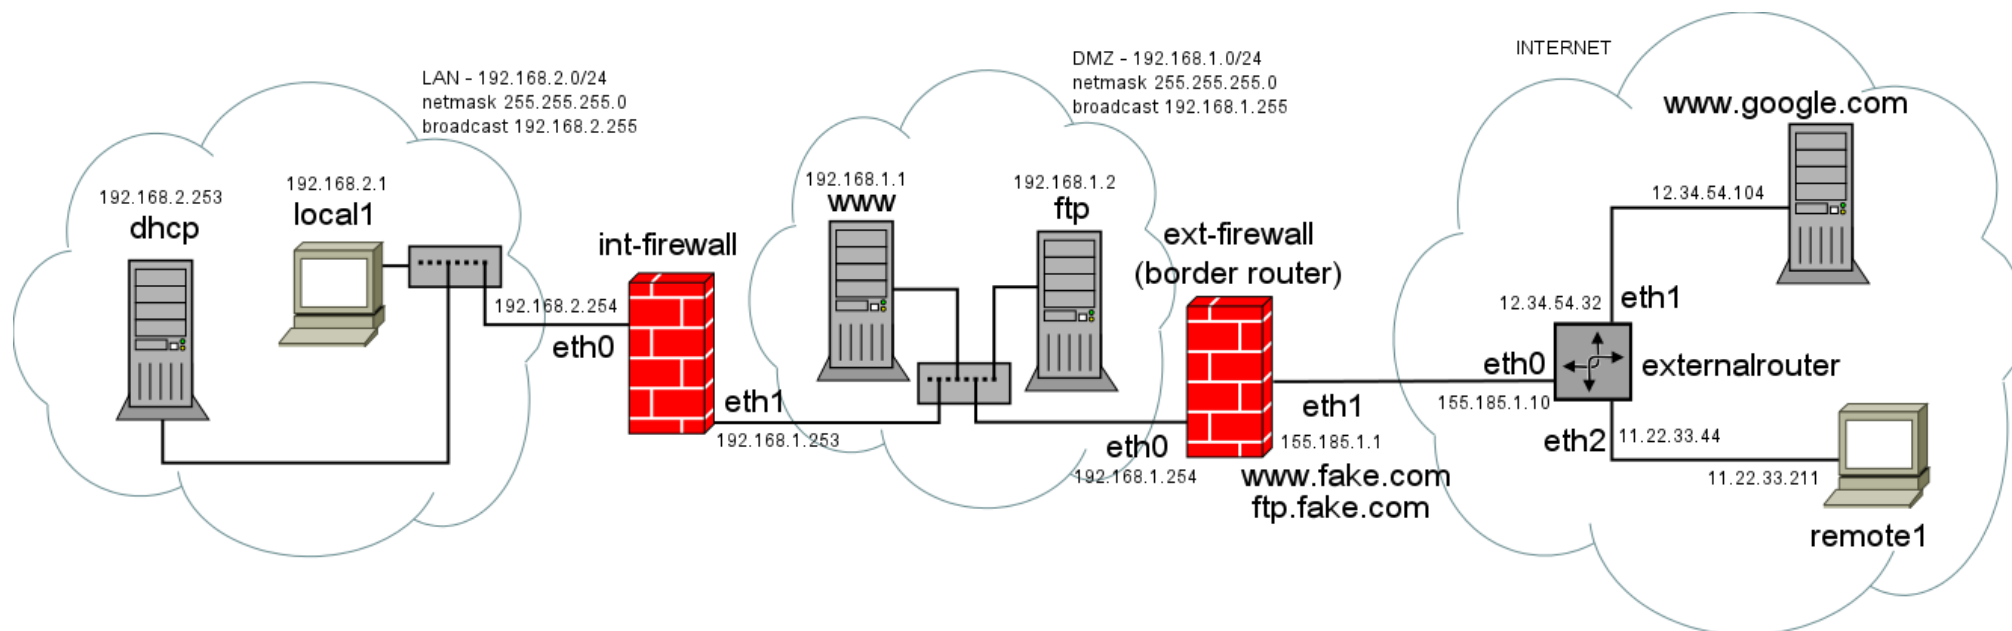 LAN - 192.168.2.0/24
netmask 255.255.255.0
broadcast 192.168.2.255
192.168.2.253
dhcp
192.168.2.1
local1
192.168.2.254
eth0
int-firewall
eth1
192.168.1.253
DMZ - 192.168.1.0/24
netmask 255.255.255.0
broadcast 192.168.1.255
192.168.1.1
www
192.168.1.2
ftp
ext-firewall
(border router)
eth0
192.168.1.254
eth1
155.185.1.1
www.fake.com
ftp.fake.com
INTERNET
www.google.com
12.34.54.104
12.34.54.32
eth1
eth0
155.185.1.10
externalrouter
eth2
11.22.33.44
11.22.33.211
remote1